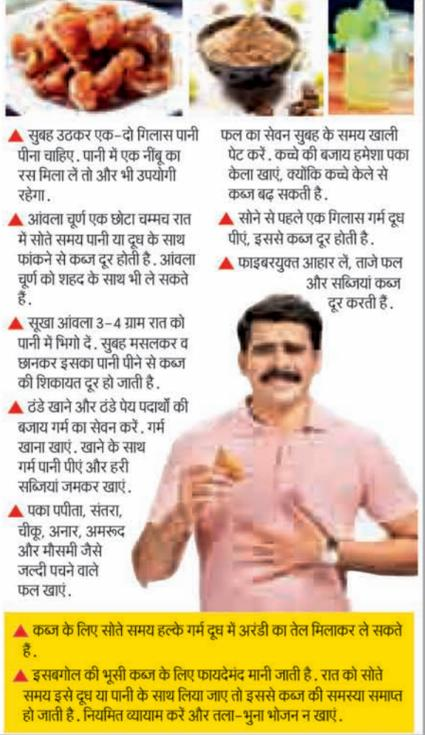 ▲ सुबह उठकर एक-दो गिलास पानी
पीना चाहिए. पानी में एक नींबू का
रस मिला लें तो और भी उपयोगी
रहेगा.
▲ आंवला चूर्ण एक छोटा चम्मच रात
में सोते समय पानी या दूध के साथ
फांकने से कब्ज दूर होती है. आंवला
चूर्ण को शहद के साथ भी ले सकते
हैं.
▲ सूखा आंवला 3-4 ग्राम रात को
पानी में भिगो दें. सुबह मसलकर व
छानकर इसका पानी पीने से कब्ज
की शिकायत दूर हो जाती है.
▲ ठंडे खाने और ठंडे पेय पदार्थों की
बजाय गर्म का सेवन करें. गर्म
खाना खाएं. खाने के साथ
गर्म पानी पीएं और हरी
सब्जियां जमकर खाएं.
▲ पका पपीता, संतरा,
चीकू, अनार, अमरूद
और मौसमी जैसे
जल्दी पचने वाले
फल खाएं.
फल का सेवन सुबह के समय खाली
पेट करें. कच्चे की बजाय हमेशा पका
केला खाएं, क्योंकि कच्चे केले से
कब्ज बढ़ सकती है.
▲ सोने से पहले एक गिलास गर्म दूध
पीएं, इससे कब्ज दूर होती है.
▲ फाइबरयुक्त आहार लें, ताजे फल
और सब्जियां कब्ज
दूर करती हैं.
▲ कब्ज के लिए सोते समय हल्के गर्म दूध में अरंडी का तेल मिलाकर ले सकते
हैं.
▲ इसबगोल की भूसी कब्ज के लिए फायदेमंद मानी जाती है. रात को सोते
समय इसे दूध या पानी के साथ लिया जाए तो इससे कब्ज की समस्या समाप्त
हो जाती है. नियमित व्यायाम करें और तला-भुना भोजन न खाएं.